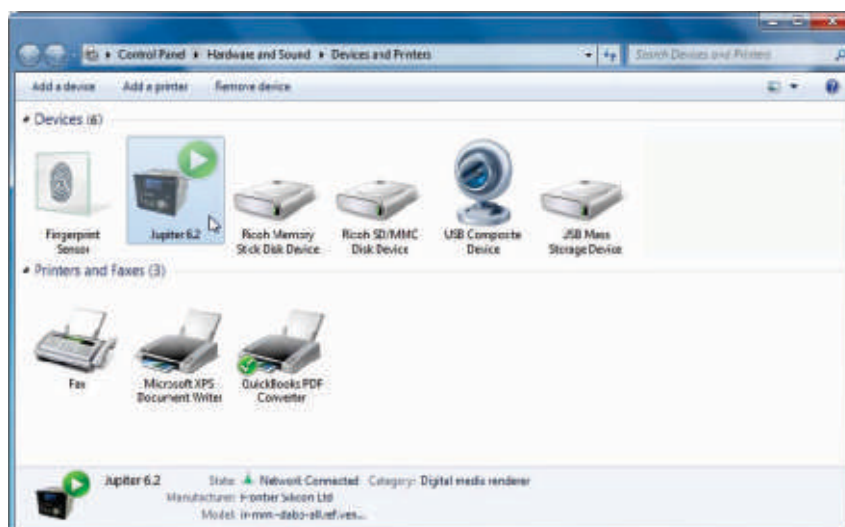 Control Panel ▸ Hardware and Sound ▸ Devices and Printers
Search Devices and Printers
Add a device Add a printer Remove device
Devices (6)
Fingerprint Jupiter 6.2 Ricoh Memory Ricoh SD/MMC USB Composite USB Mass
Sensor Stick Disk Device Disk Device Device Storage Device
Printers and Faxes (3)
Fax Microsoft XPS QuickBooks PDF
Document Writer Converter
Jupiter 6.2 State: Network Connected Category: Digital media renderer
Manufacturer: Frontier Silicon Ltd
Model: